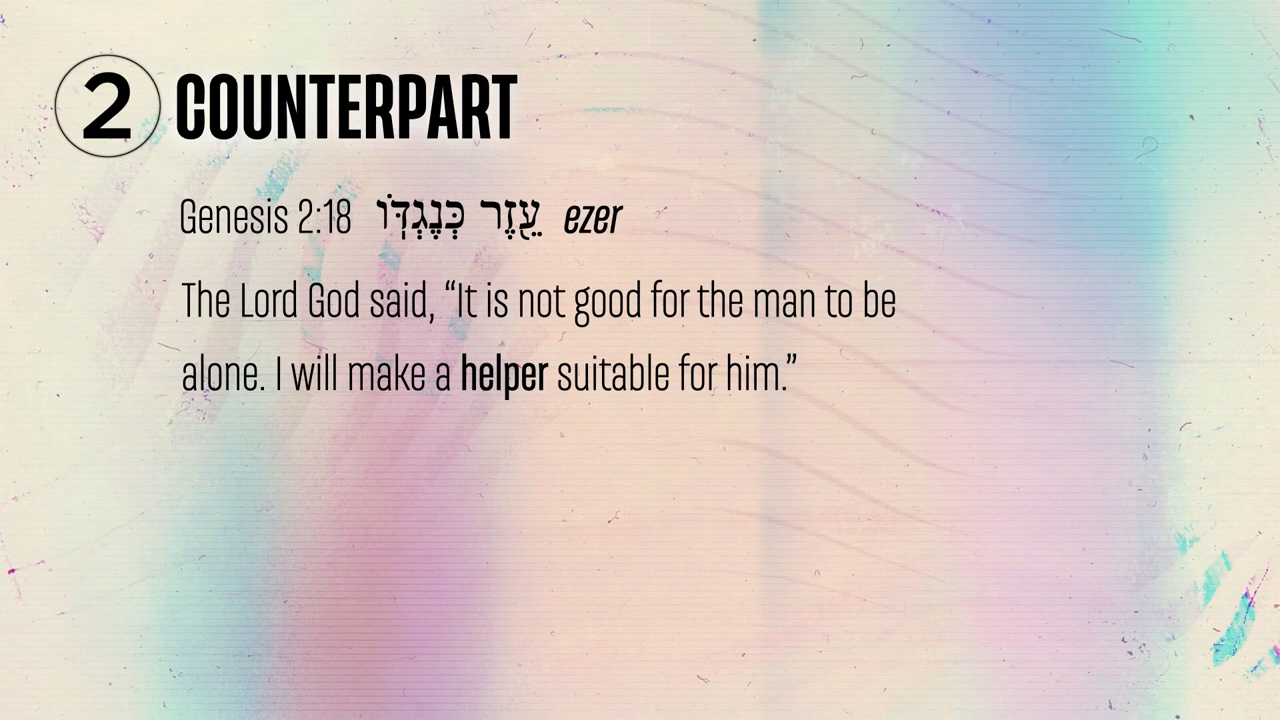 2 COUNTERPART
Genesis 2:18 עֵ֖זֶר כְּנֶגְדּֽוֹ ezer
The Lord God said, “It is not good for the man to be
alone. I will make a helper suitable for him.”